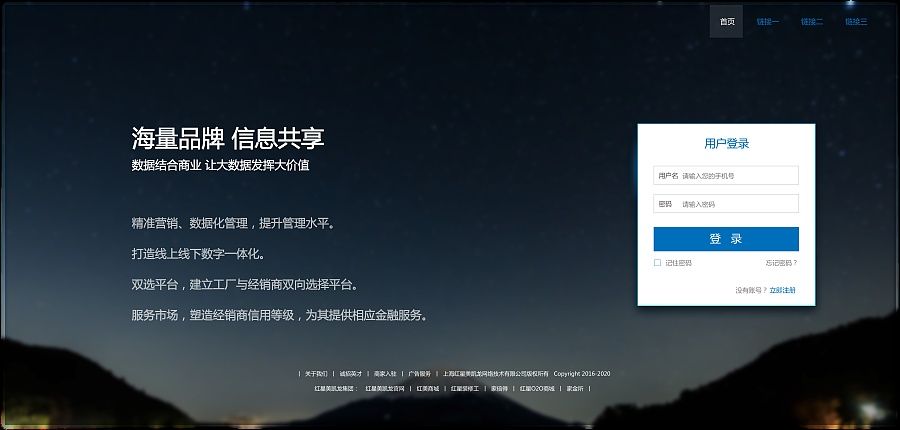 首页 链接一 链接二 链接三
海量品牌 信息共享
数据结合商业 让大数据发挥大价值
精准营销、数据化管理，提升管理水平。
打造线上线下数字一体化。
双选平台，建立工厂与经销商双向选择平台。
服务市场，塑造经销商信用等级，为其提供相应金融服务。
用户登录
用户名 请输入您的手机号
密码 请输入密码
登 录
记住密码 忘记密码？
没有账号？立即注册
| 关于我们 | 诚招英才 | 商家入驻 | 广告服务 | 上海红星美凯龙网络技术有限公司版权所有 Copyright 2016-2020
红星美凯龙集团： 红星美凯龙官网 | 红美商城 | 红星装修工 | 家倍得 | 红星O2O商城 | 家金所 |